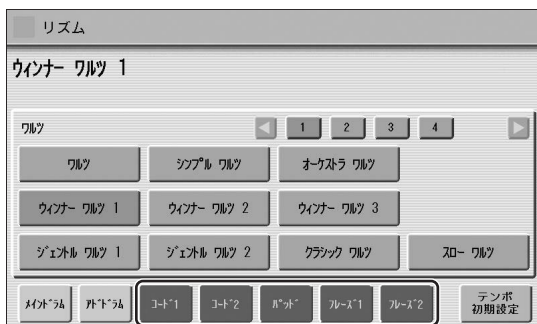 リズム
ウィンナー ワルツ 1
ワルツ 1 2 3 4
ワルツ シンプル ワルツ オーケストラ ワルツ
ウィンナー ワルツ 1 ウィンナー ワルツ 2 ウィンナー ワルツ 3
ジェントル ワルツ 1 ジェントル ワルツ 2 クラシック ワルツ スロー ワルツ
メインドラム アドドラム コード1 コード2 パッド フレーズ1 フレーズ2 テンポ
初期設定